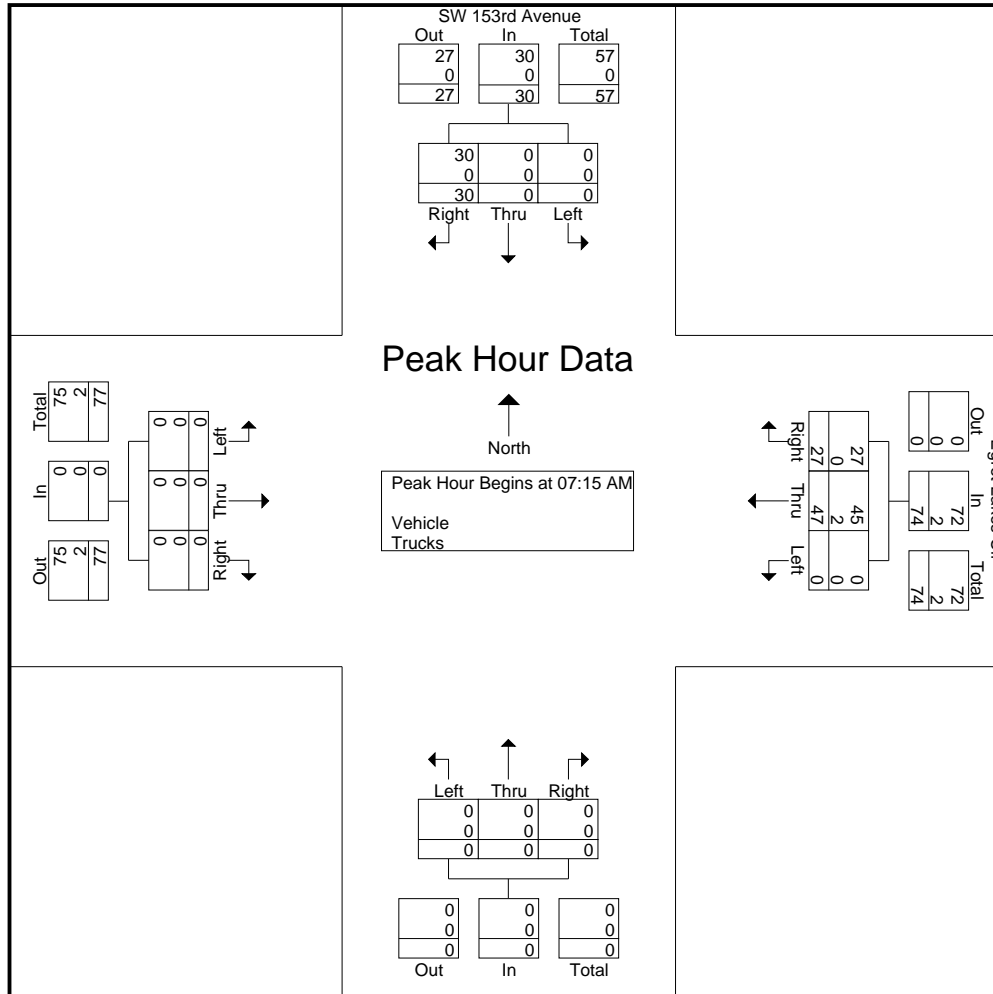 SW 153rd Avenue
Out In Total
27 30 57
0 0 0
27 30 57
30 0 0
0 0 0
30 0 0
Right Thru Left
Peak Hour Data
North
Peak Hour Begins at 07:15 AM
Vehicle
Trucks
Total In Out
75 0 75
2 0 2
77 0 77
Left Thru Right
0 0 0
0 0 0
0 0 0
Right Thru Left
27 45 0
0 2 0
27 47 0
Out In Total
0 72 72
0 2 2
0 74 74
Left Thru Right
0 0 0
0 0 0
0 0 0
0 0 0
0 0 0
0 0 0
Out In Total